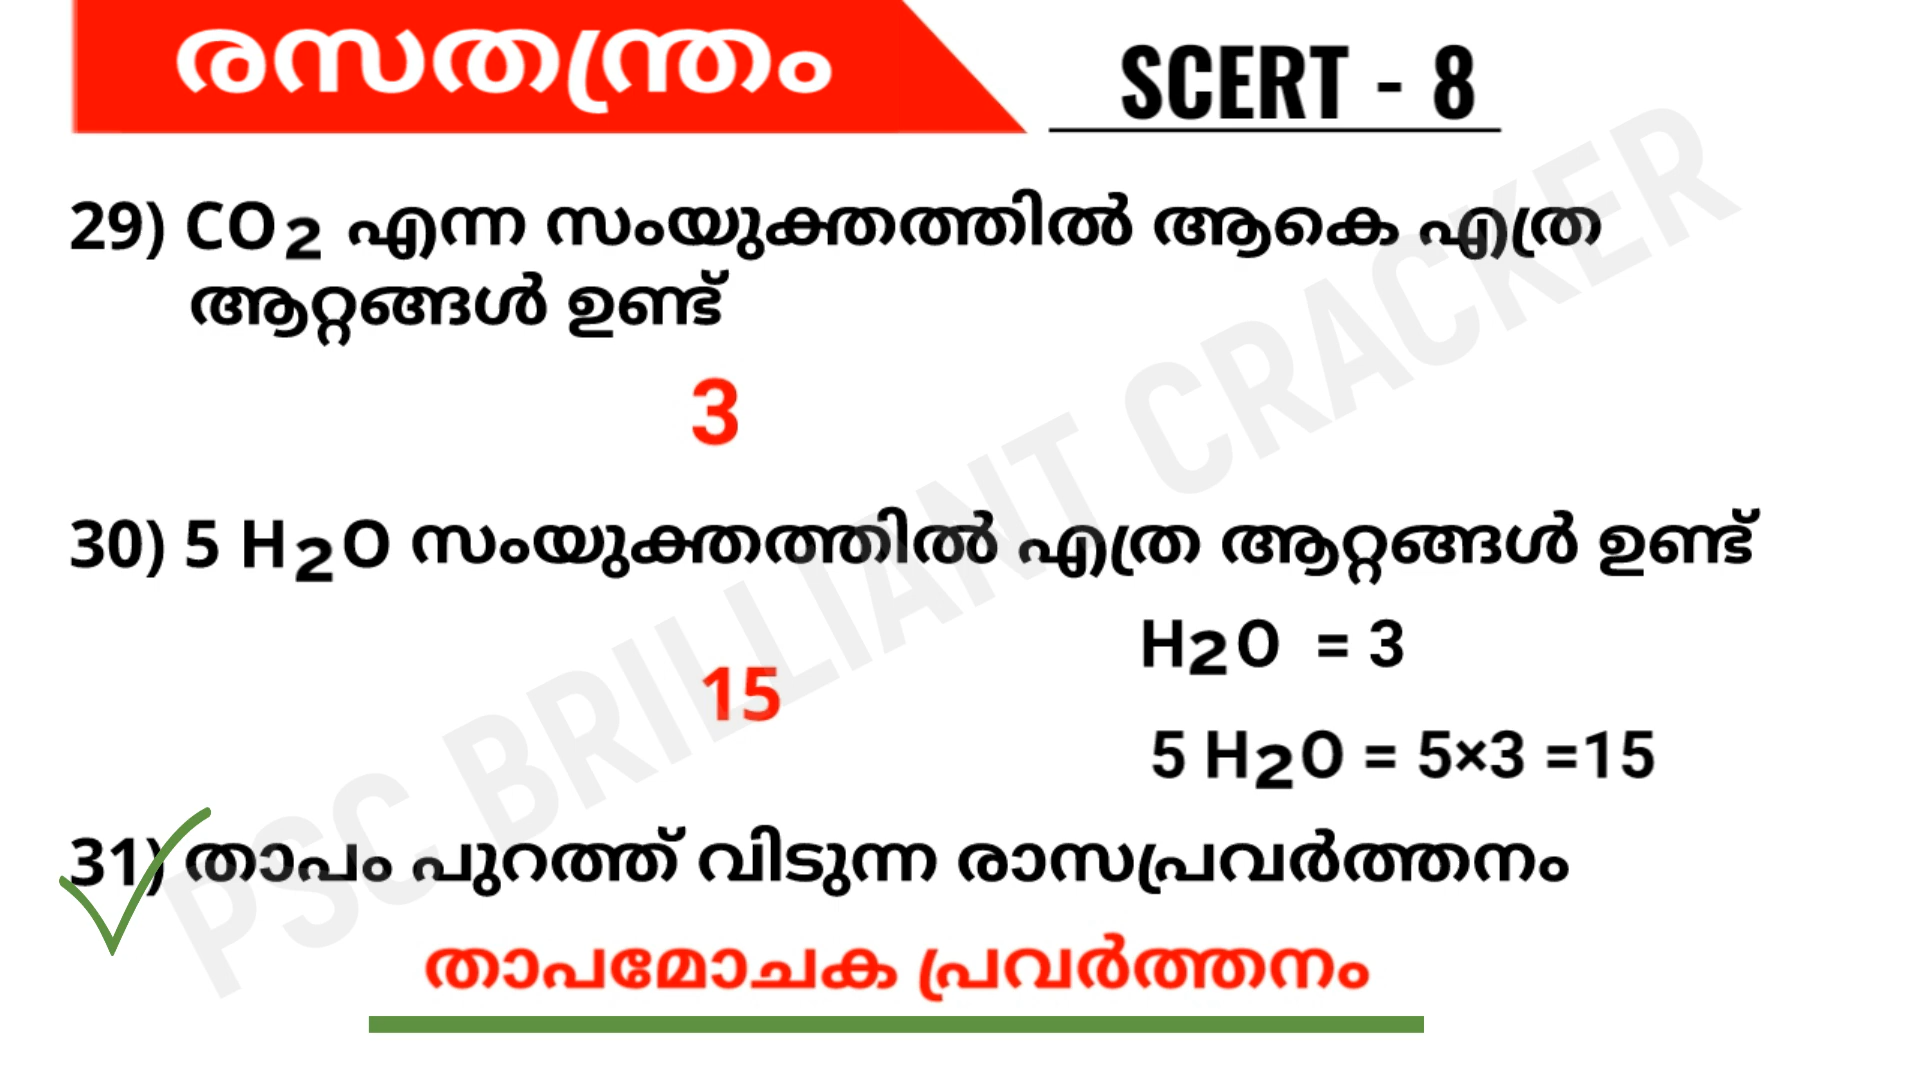 രസതന്ത്രം
SCERT - 8
29) CO₂ എന്ന സംയുക്തത്തിൽ ആകെ എത്ര
ആറ്റങ്ങൾ ഉണ്ട്
3
30) 5 H₂O സംയുക്തത്തിൽ എത്ര ആറ്റങ്ങൾ ഉണ്ട്
H₂O = 3
15
5 H₂O = 5×3 =15
31) താപം പുറത്ത് വിടുന്ന രാസപ്രവർത്തനം
താപമോചക പ്രവർത്തനം
PSC BRILLIANT CRACKER